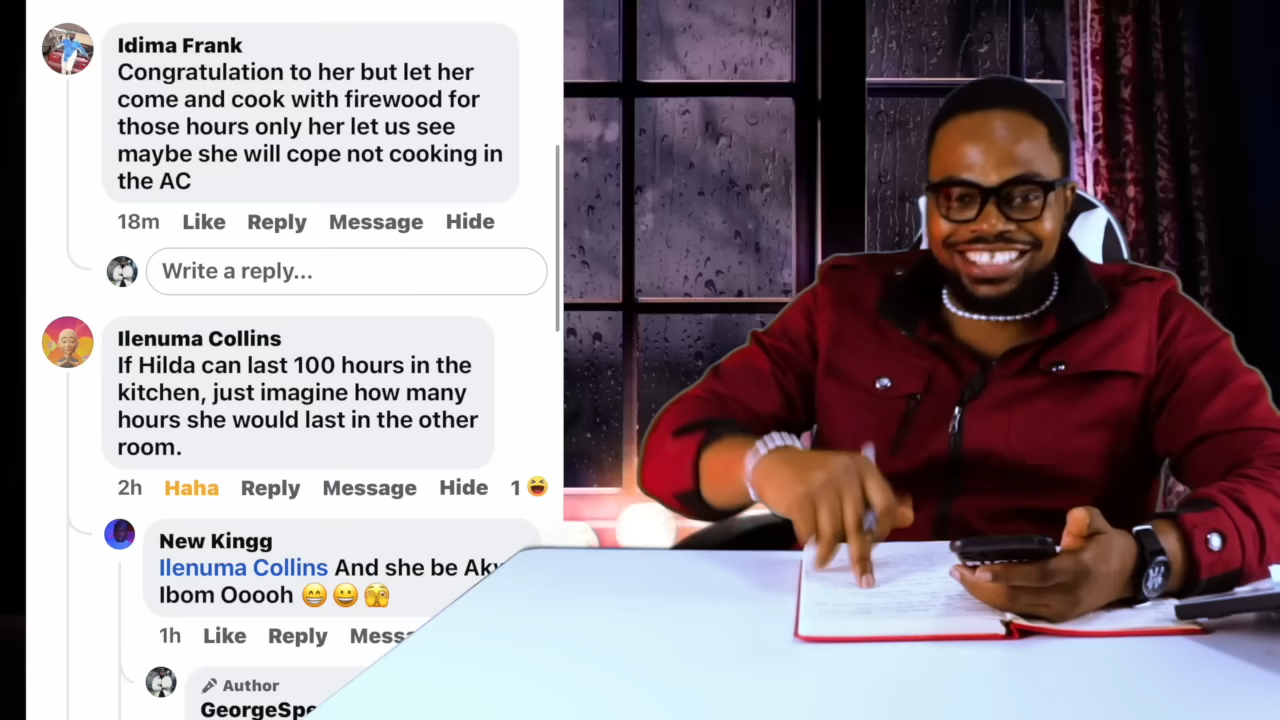 Idima Frank
Congratulation to her but let her
come and cook with firewood for
those hours only her let us see
maybe she will cope not cooking in
the AC
18m Like Reply Message Hide
Write a reply...
Ilenuma Collins
If Hilda can last 100 hours in the
kitchen, just imagine how many
hours she would last in the other
room.
2h Haha Reply Message Hide 1 😆
New Kingg
Ilenuma Collins And she be
Ibom Ooooh 😁😀🫣
1h Like Reply
Author